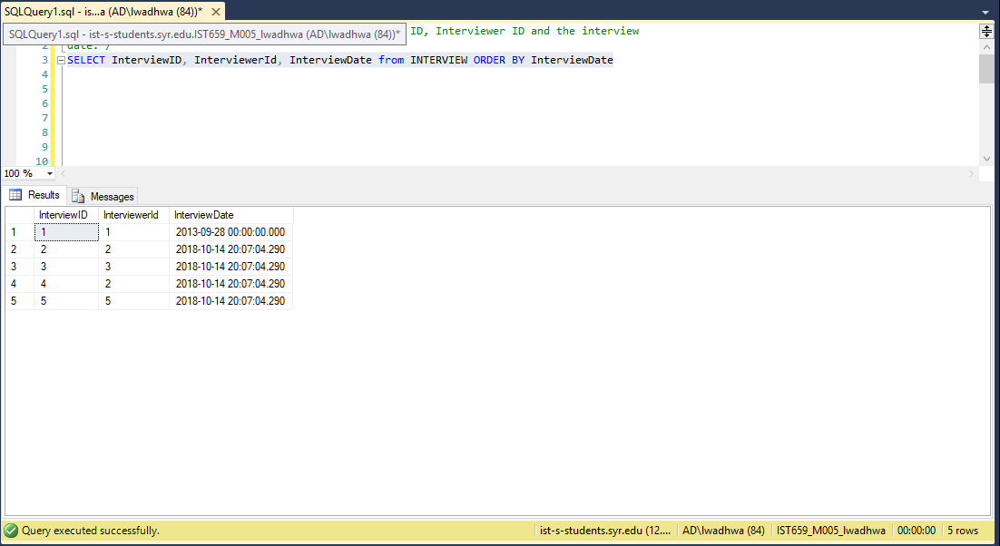 SQLQuery1.sql - is...a (AD\lwadhwa (84))*
SQLQuery1.sql - ist-s-students.syr.edu.IST659_M005_lwadhwa (AD\lwadhwa (84))* ID, Interviewer ID and the interview
2 date.*/
3 SELECT InterviewID, InterviewerId, InterviewDate from INTERVIEW ORDER BY InterviewDate
4
5
6
7
8
9
10
100 %
Results Messages
InterviewID InterviewerId InterviewDate
1 1 1 2013-09-28 00:00:00.000
2 2 2 2018-10-14 20:07:04.290
3 3 3 2018-10-14 20:07:04.290
4 4 2 2018-10-14 20:07:04.290
5 5 5 2018-10-14 20:07:04.290
Query executed successfully. ist-s-students.syr.edu (12.... AD\lwadhwa (84) IST659_M005_lwadhwa 00:00:00 5 rows